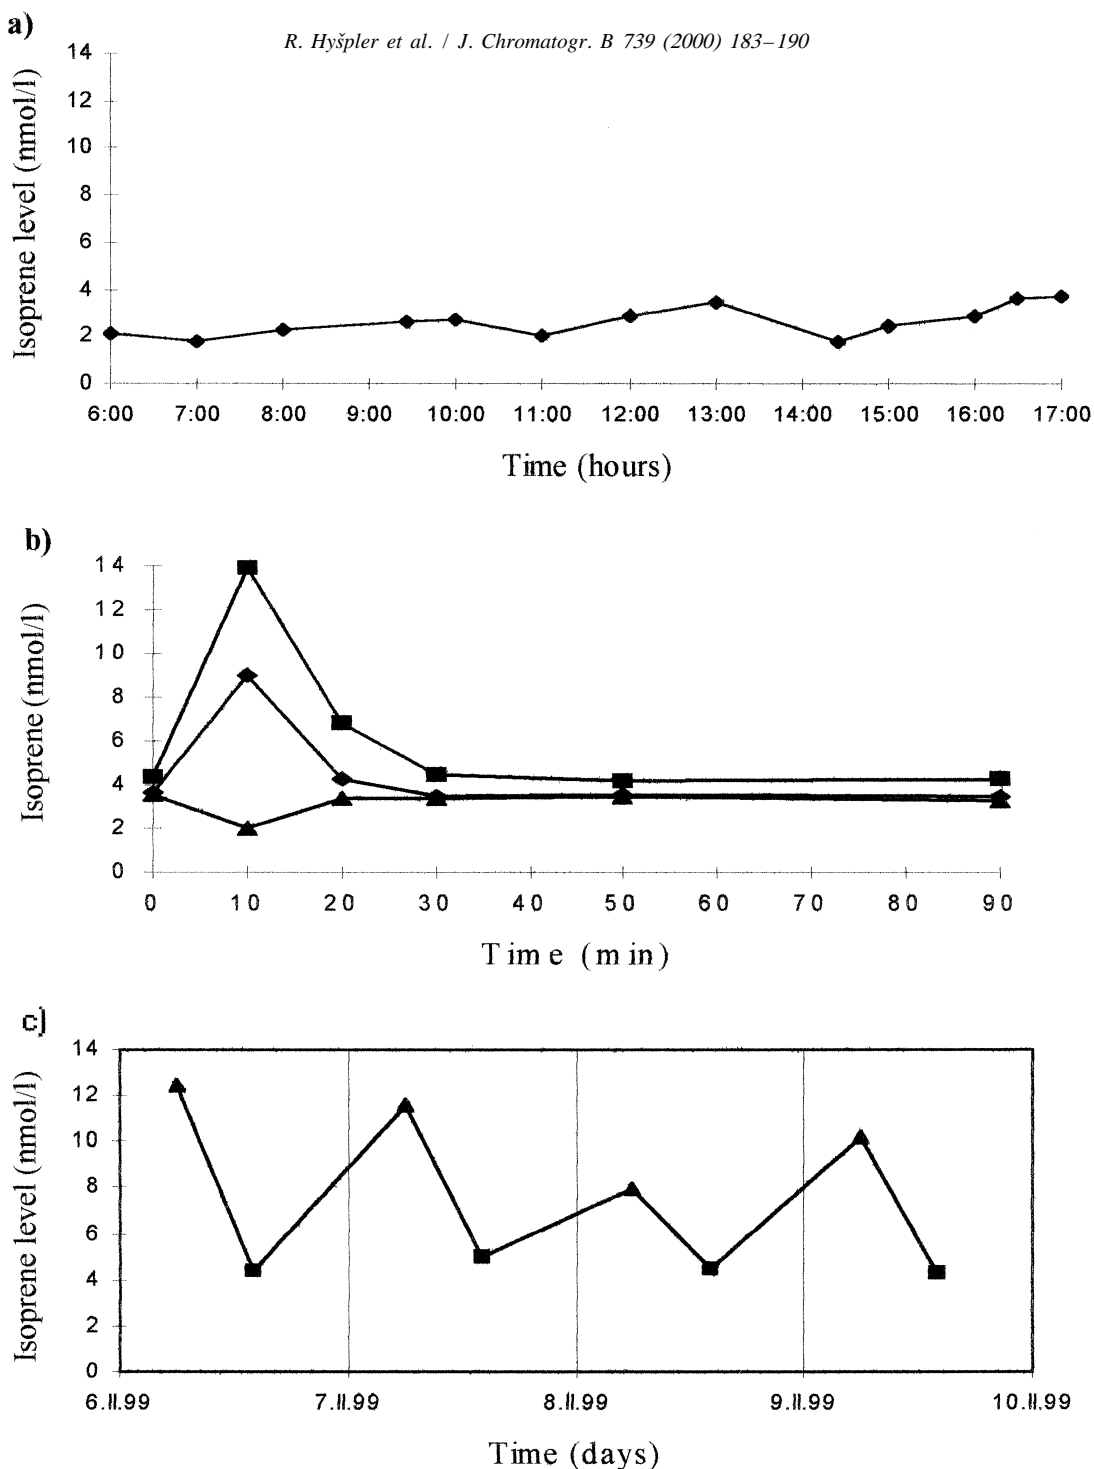 a)
R. Hyšpler et al. / J. Chromatogr. B 739 (2000) 183–190
14
12
10
8
6
4
2
0
Isoprene level (nmol/l)
6:00 7:00 8:00 9:00 10:00 11:00 12:00 13:00 14:00 15:00 16:00 17:00
Time (hours)
b)
14
12
10
8
6
4
2
0
Isoprene (nmol/l)
0 10 20 30 40 50 60 70 80 90
Time (min)
c)
14
12
10
8
6
4
2
0
Isoprene level (nmol/l)
6.II.99 7.II.99 8.II.99 9.II.99 10.II.99
Time (days)